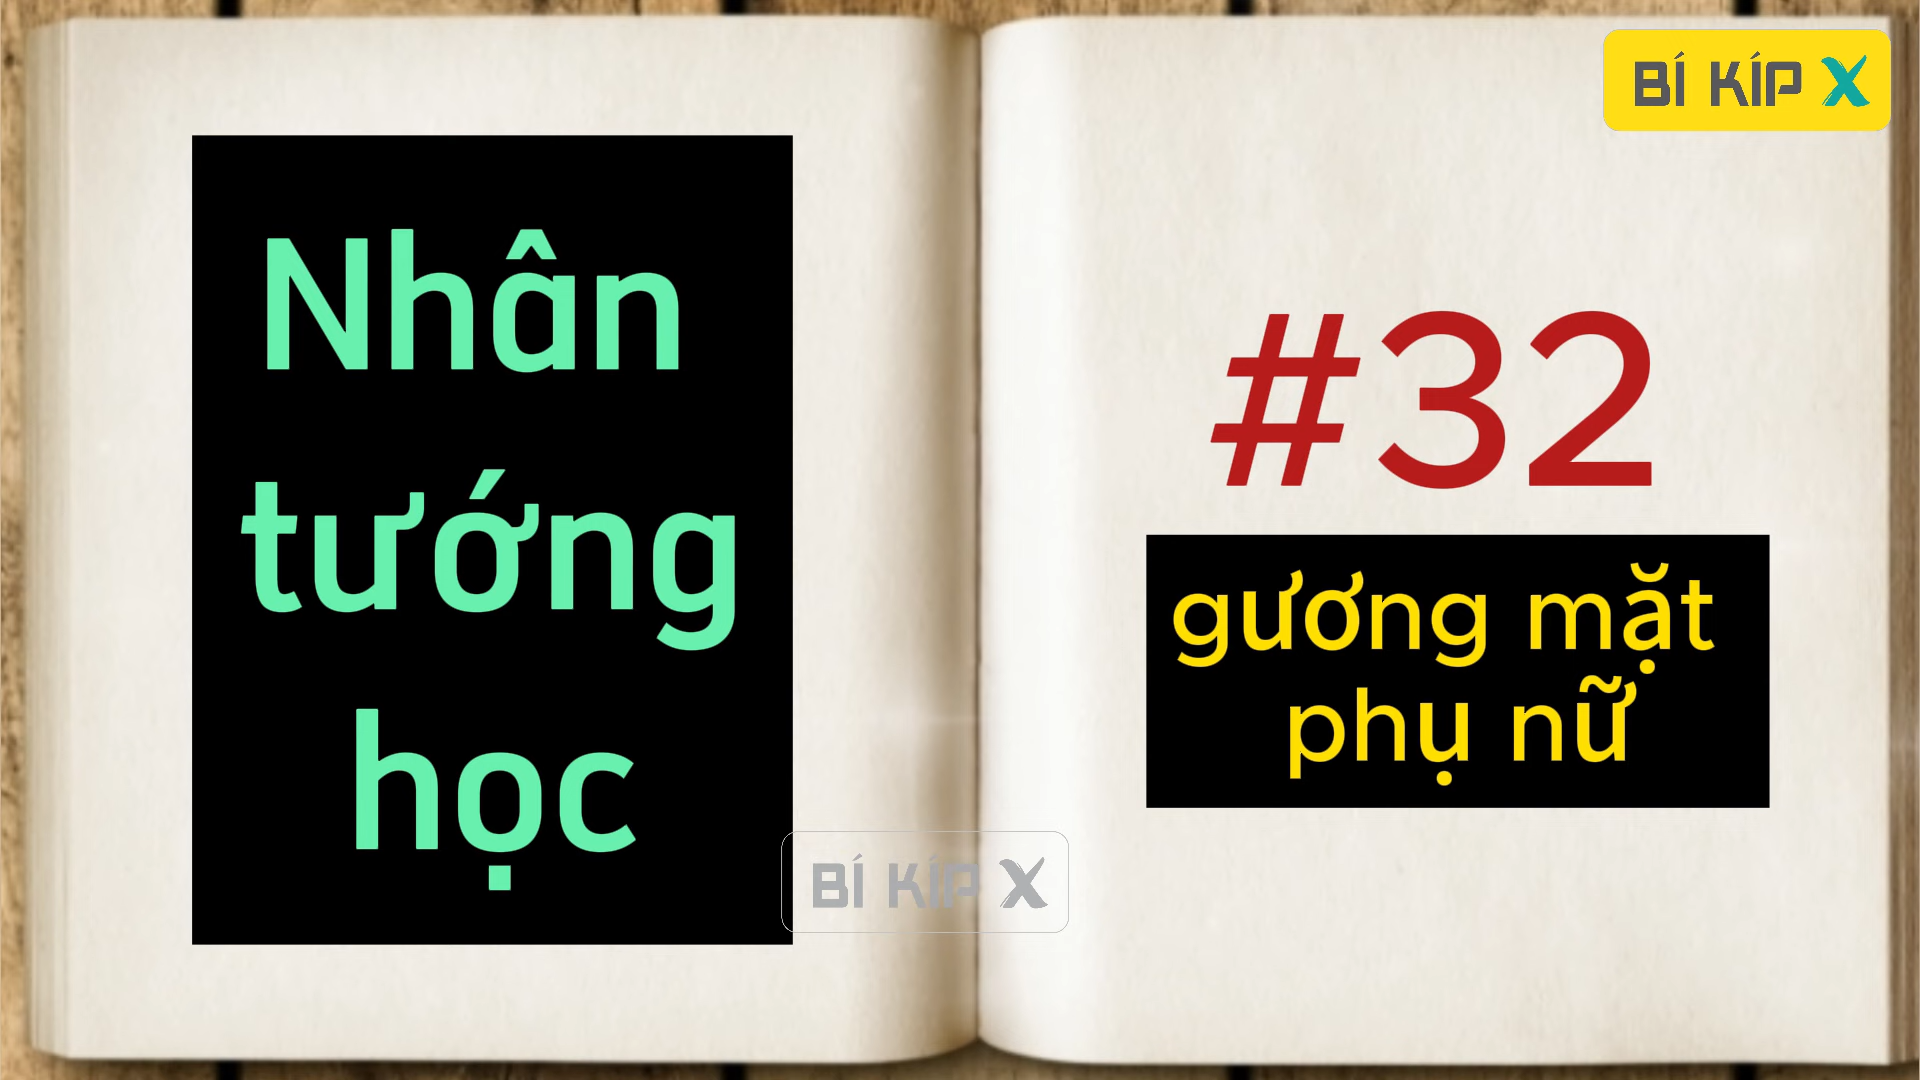 Nhân
tướng
học
BÍ KÍP X
#32
gương mặt
phụ nữ
BÍ KÍP X